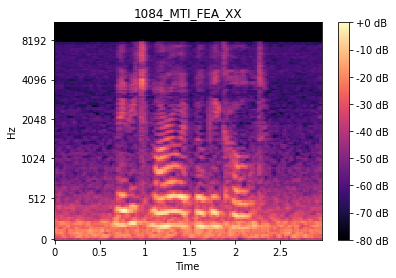 1084_MTI_FEA_XX
Hz
8192
4096
2048
1024
512
0
0
0.5
1
1.5
2
2.5
Time
+0 dB
-10 dB
-20 dB
-30 dB
-40 dB
-50 dB
-60 dB
-70 dB
-80 dB